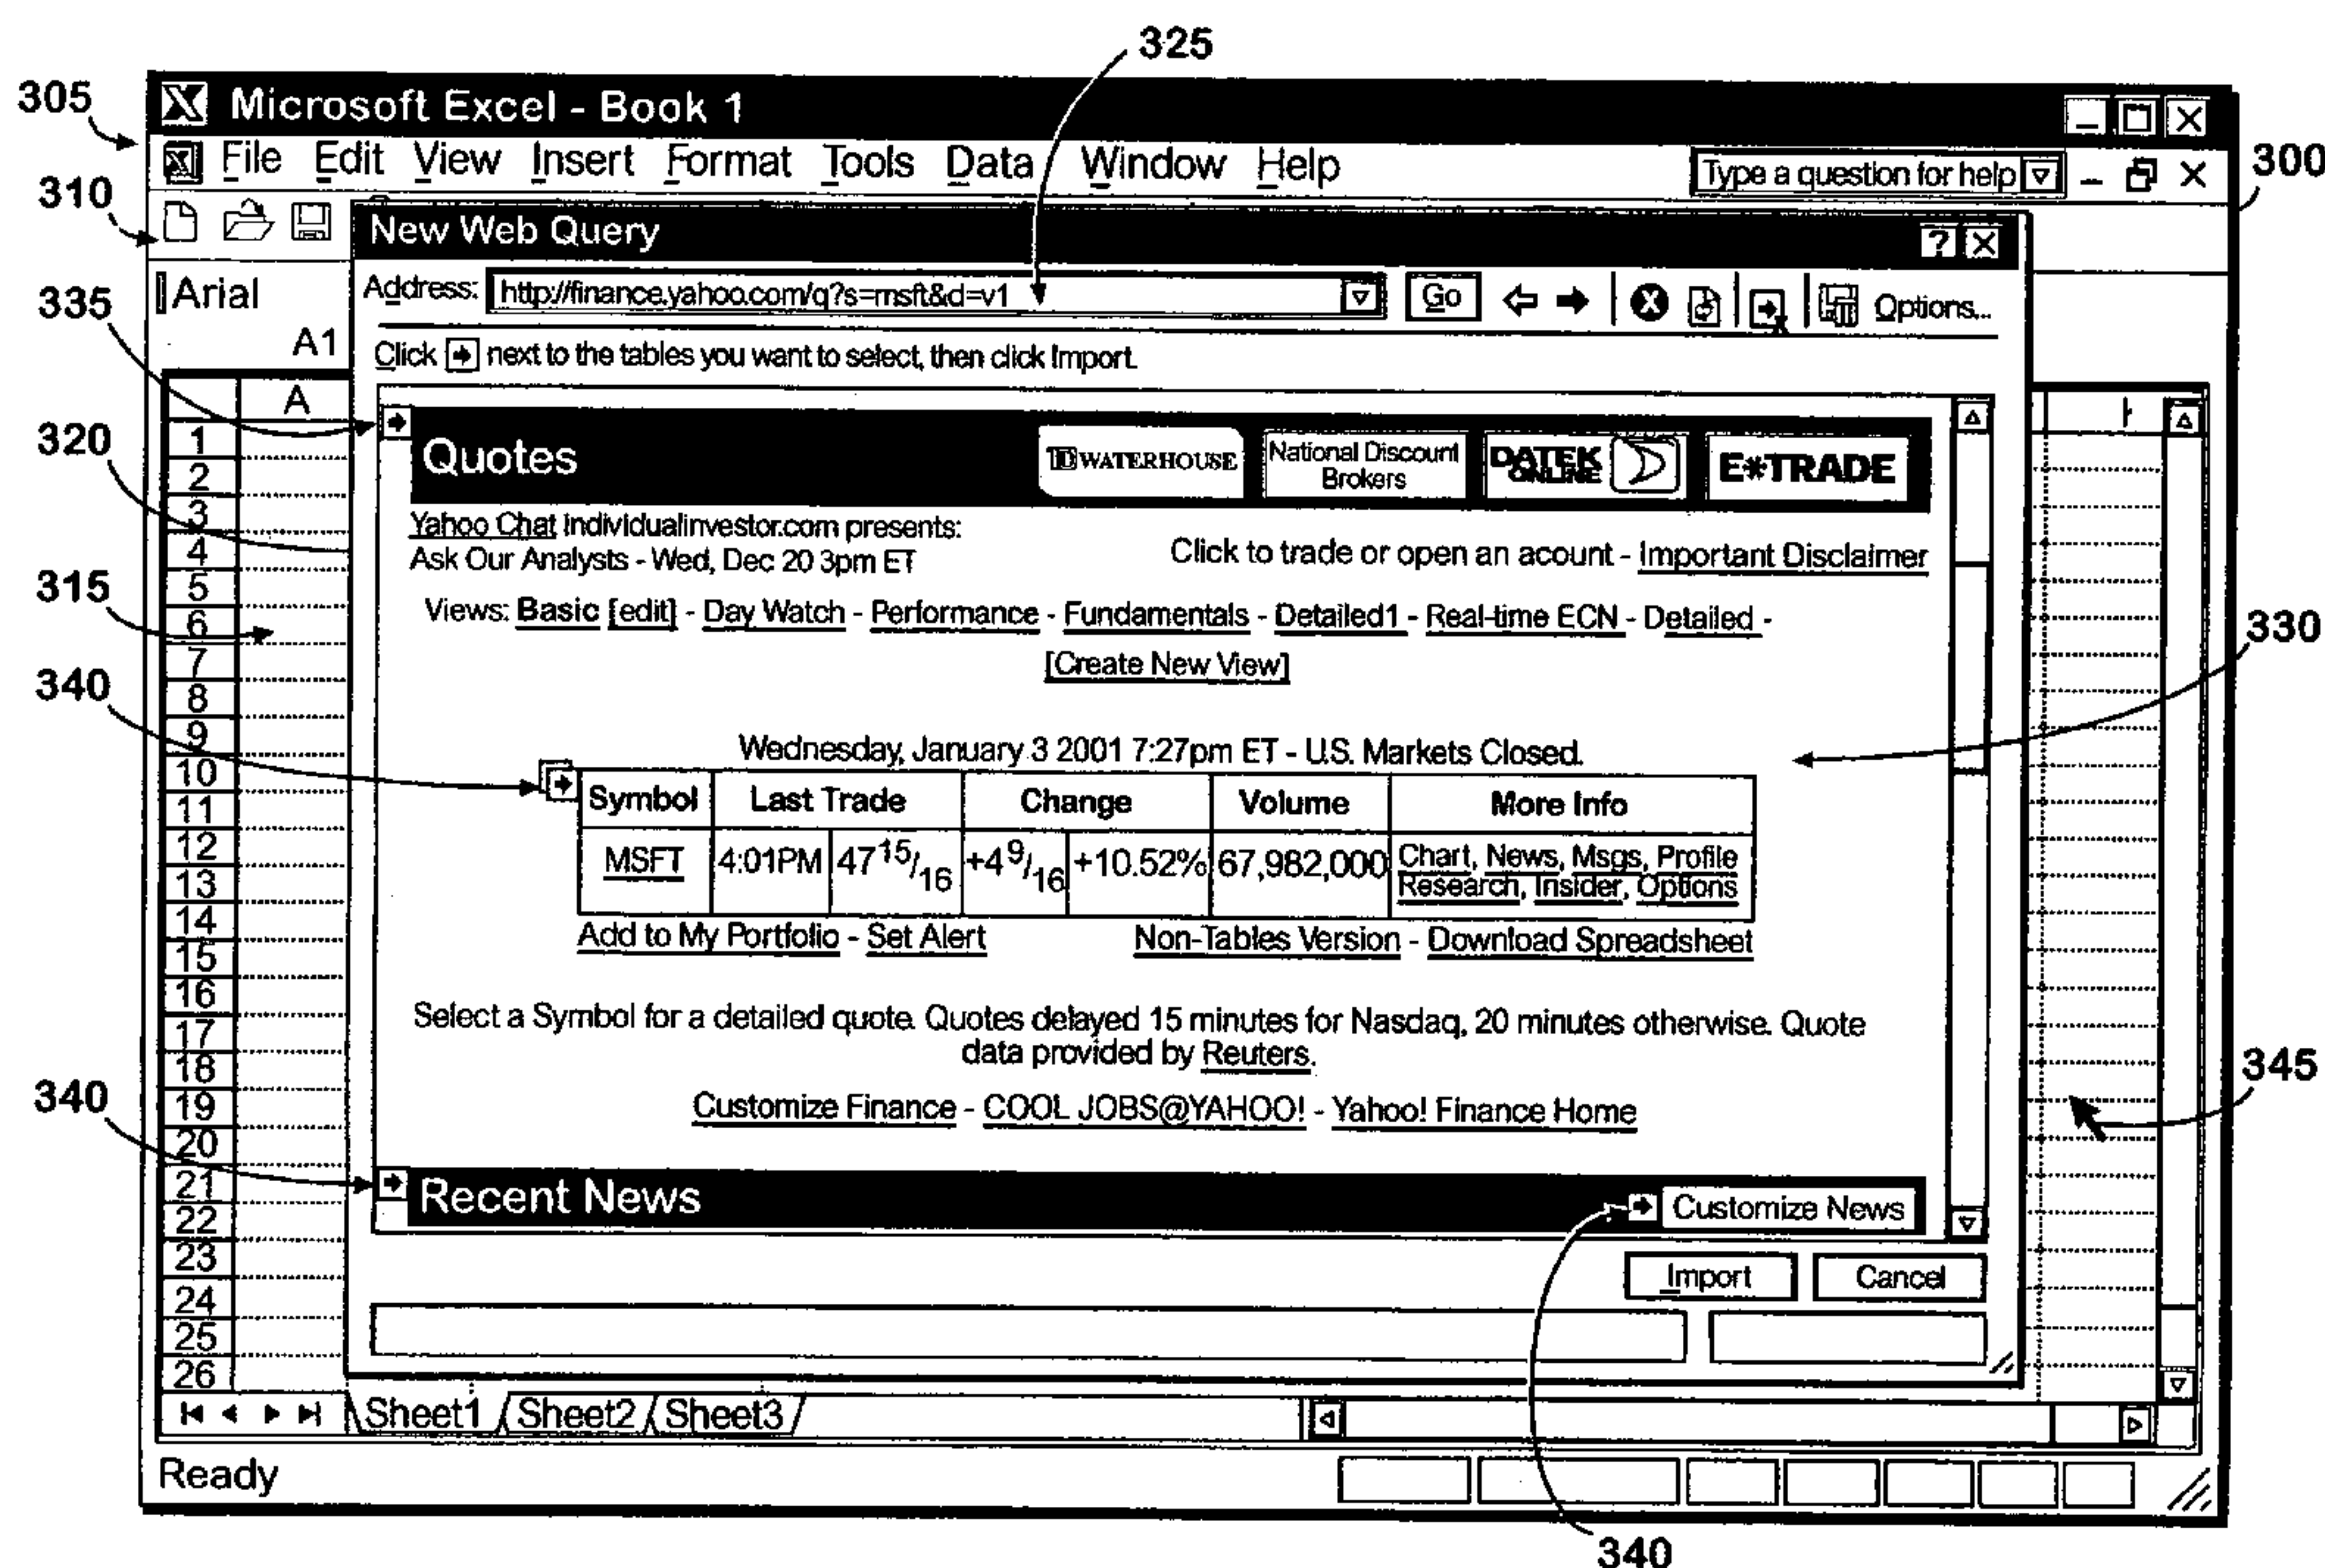 325
305
Microsoft Excel - Book 1
File Edit View Insert Format Tools Data Window Help
Type a question for help
300
310
New Web Query
?
335
Arial
Address: http://finance.yahoo.com/q?s=msft&d=v1
Go
Options...
A1
Click next to the tables you want to select, then click Import.
A
320
Quotes
TD WATERHOUSE
National Discount
Brokers
DATEK
ONLINE
E*TRADE
1
2
3
4
5
6
7
8
9
10
11
12
13
14
15
16
17
18
19
20
21
22
23
24
25
26
Yahoo Chat individualinvestor.com presents:
Ask Our Analysts - Wed, Dec 20 3pm ET
Click to trade or open an acount - Important Disclaimer
315
Views: Basic [edit] - Day Watch - Performance - Fundamentals - Detailed1 - Real-time ECN - Detailed -
[Create New View]
330
340
Wednesday, January 3 2001 7:27pm ET - U.S. Markets Closed.
Symbol Last Trade Change Volume More Info
MSFT 4:01PM 47 15/16 +4 9/16 +10.52% 67,982,000 Chart, News, Msgs, Profile
Research, Insider, Options
Add to My Portfolio - Set Alert
Non-Tables Version - Download Spreadsheet
Select a Symbol for a detailed quote. Quotes delayed 15 minutes for Nasdaq, 20 minutes otherwise. Quote
data provided by Reuters.
345
340
Customize Finance - COOL JOBS@YAHOO! - Yahoo! Finance Home
Recent News
Customize News
Import
Cancel
Sheet1 Sheet2 Sheet3
Ready
340